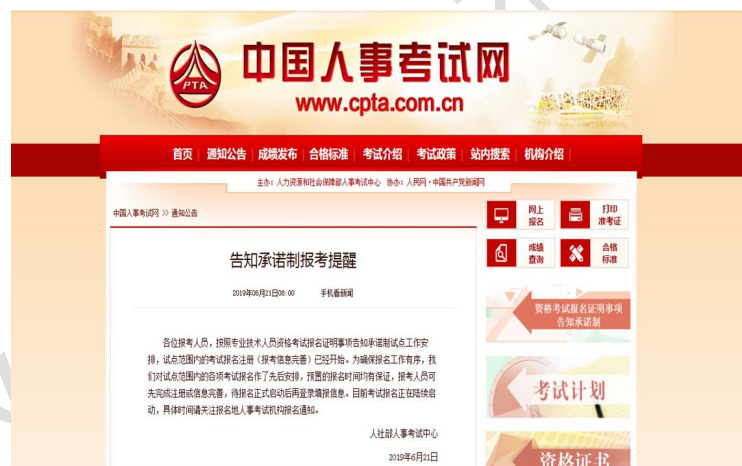 PTA
中国人事考试网
www.cpta.com.cn
首页 | 通知公告 | 成绩发布 | 合格标准 | 考试介绍 | 考试政策 | 站内搜索 | 机构介绍 |
主办：人力资源和社会保障部人事考试中心 协办：人民网·中国共产党新闻网
中国人事考试网 >> 通知公告
网上
报名
打印
准考证
成绩
查询
合格
标准
告知承诺制报考提醒
2019年06月21日08:00 手机看新闻
各位报考人员，按照专业技术人员资格考试报名证明事项告知承诺制试点工作安
排，试点范围内的考试报名注册（报考信息完善）已经开始。为确保报名工作有序，我
们对试点范围内的各项考试报名作了先后安排，预置的报名时间均有保证，报考人员可
先完成注册或信息完善，待报名正式启动后再登录填报信息。目前考试报名正在陆续启
动，具体时间请关注报名地人事考试机构报名通知。
人社部人事考试中心
2019年6月21日
资格考试报名证明事项
告知承诺制
考试计划
资格证书